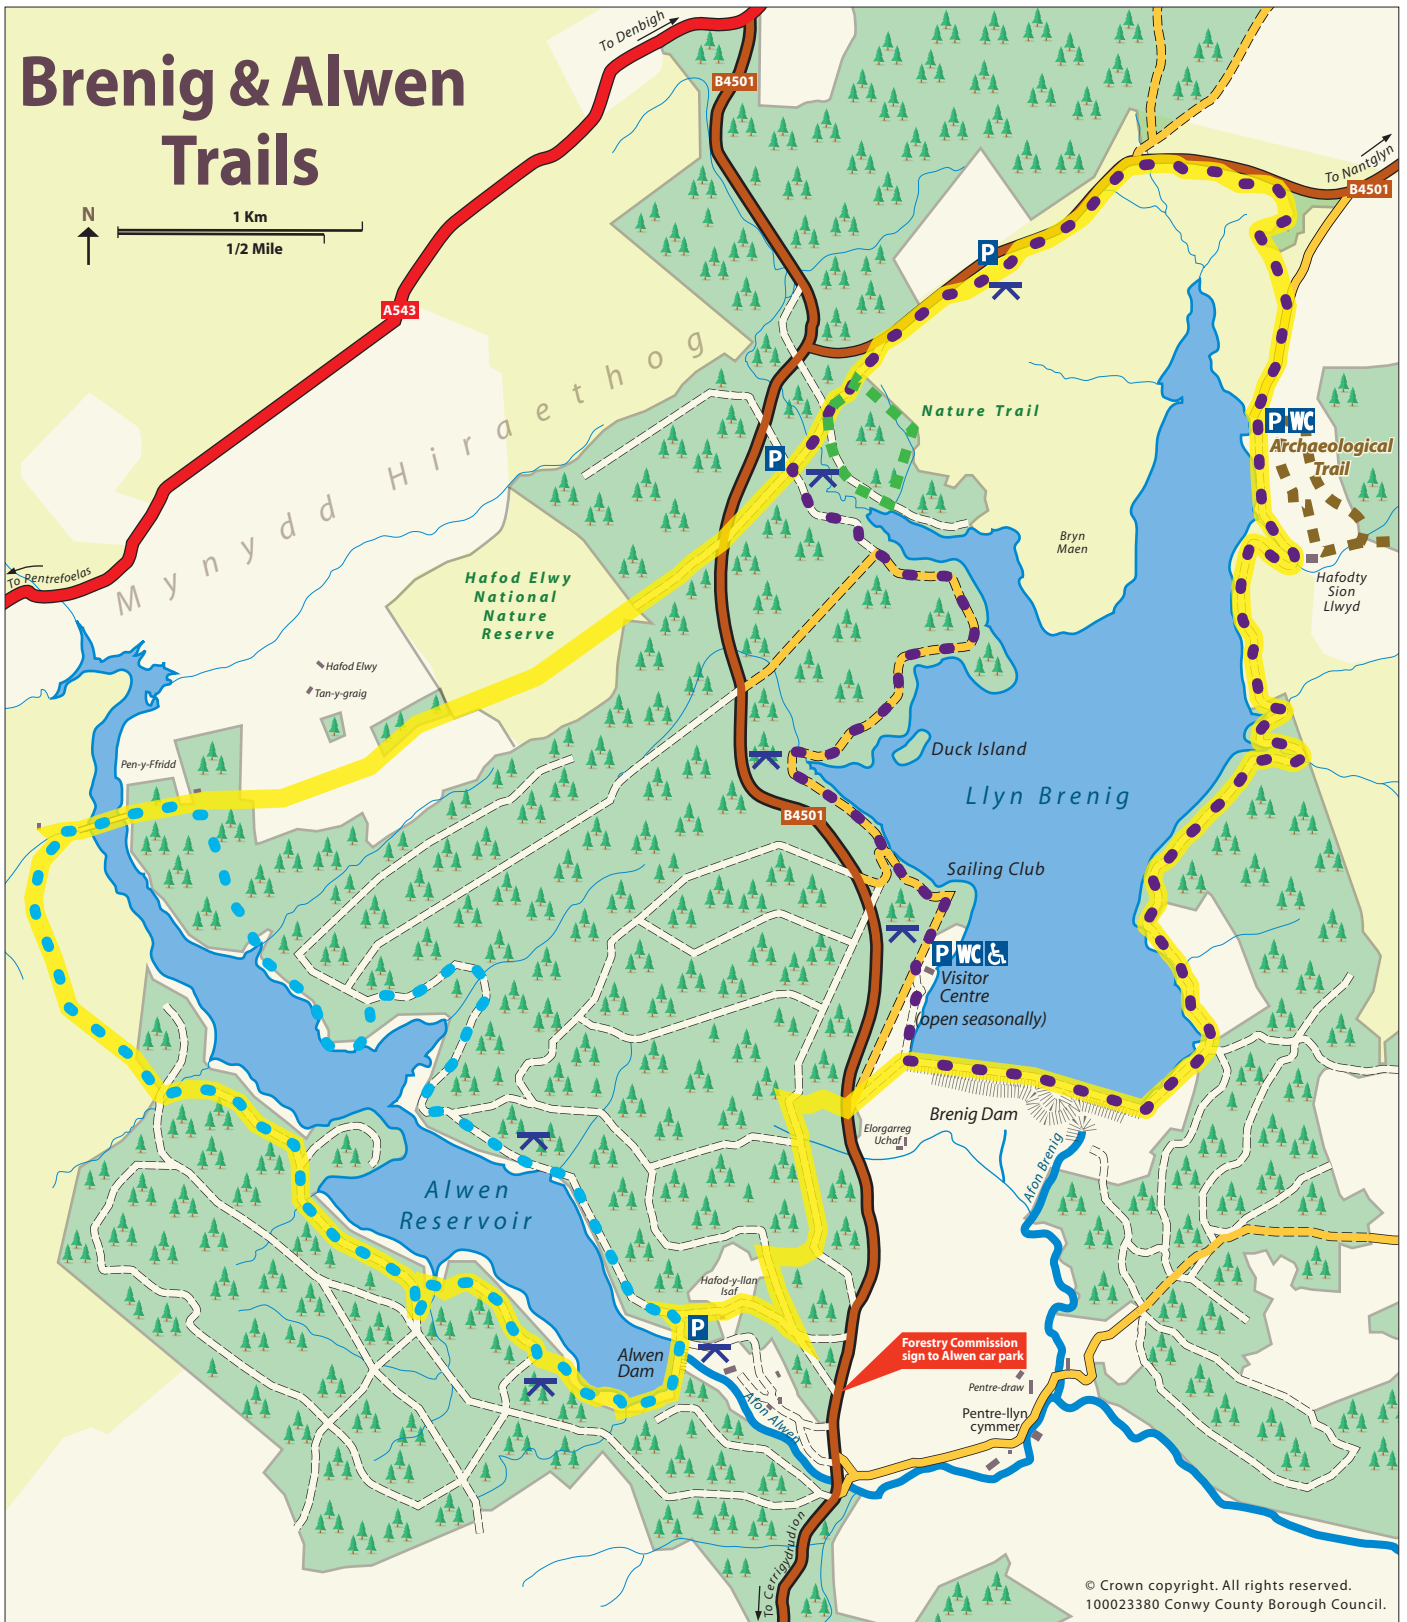 Brenig & Alwen
Trails
N
1 Km
1/2 Mile
To Denbigh
B4501
To Nantglyn
B4501
P
A543
Mynydd Hiraethog
Nature Trail
P WC
Archaeological
Trail
P
To Pentrefoelas
Hafod Elwy
National
Nature
Reserve
Bryn
Maen
Hafodty
Sion
Llwyd
Hafod Elwy
Tan-y-graig
Pen-y-Ffridd
Duck Island
Llyn Brenig
B4501
Sailing Club
P WC
Visitor
Centre
(open seasonally)
Brenig Dam
Elorgarreg
Uchaf
Afon Brenig
Alwen
Reservoir
Hafod-y-llan
Isaf
P
Alwen
Dam
Forestry Commission
sign to Alwen car park
Pentre-draw
Pentre-llyn
cymmer
Afon Alwen
To Cerrigydrudion
© Crown copyright. All rights reserved.
100023380 Conwy County Borough Council.